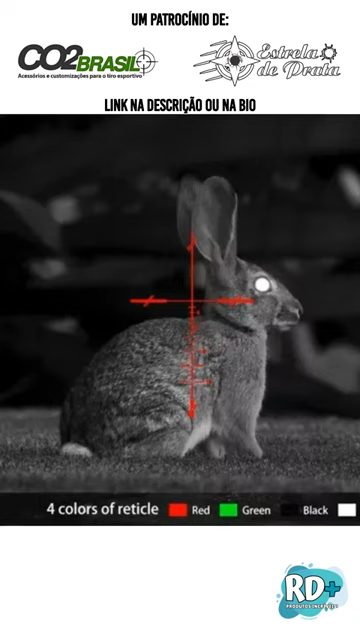 UM PATROCÍNIO DE:
CO2BRASIL
Acessórios e customizações para o tiro esportivo
Estrela
de Prata
LINK NA DESCRIÇÃO OU NA BIO
4 colors of reticle Red Green Black
RD+